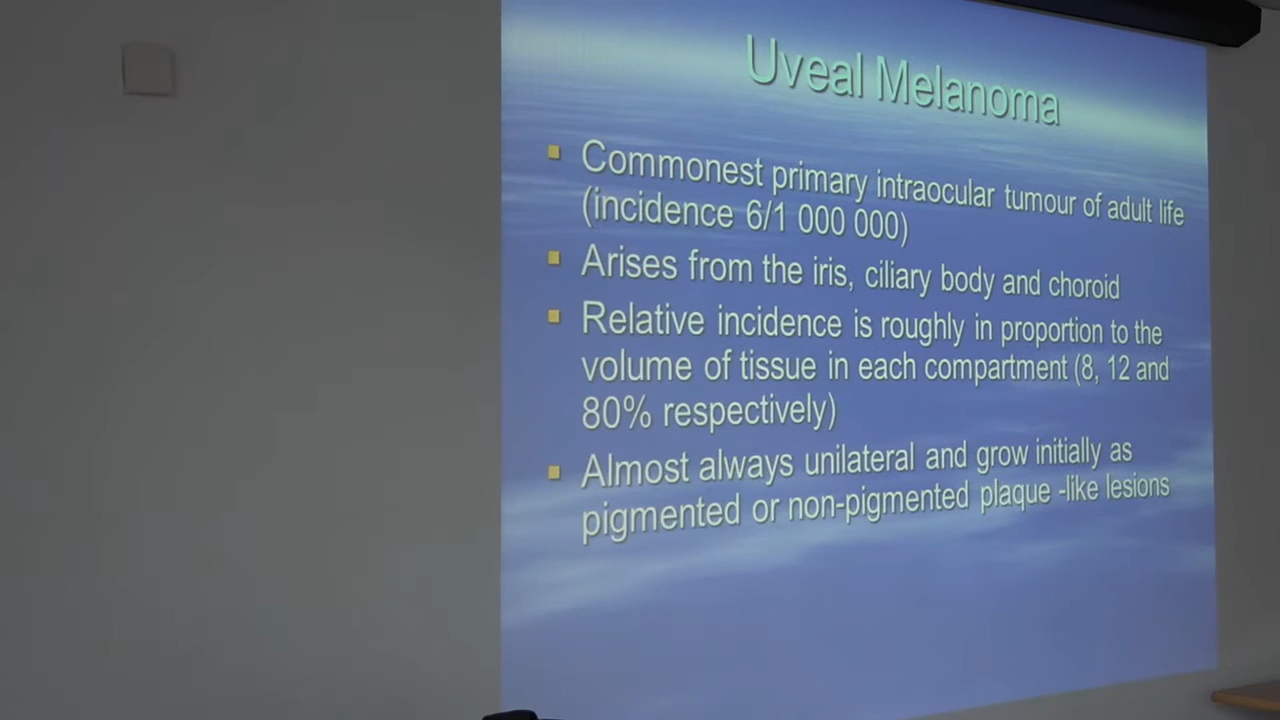 Uveal Melanoma
Commonest primary intraocular tumour of adult life
(incidence 6/1 000 000)
Arises from the iris, ciliary body and choroid
Relative incidence is roughly in proportion to the
volume of tissue in each compartment (8, 12 and
80% respectively)
Almost always unilateral and grow initially as
pigmented or non-pigmented plaque -like lesions